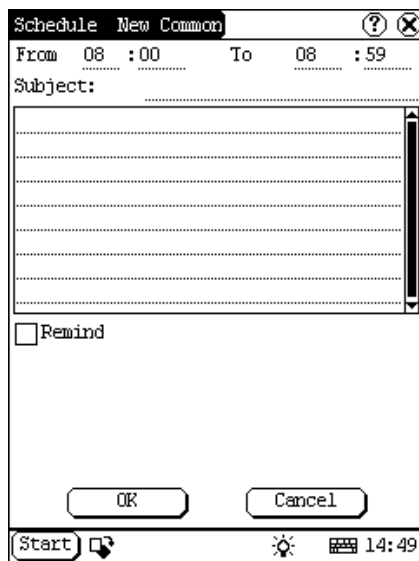 Schedule New Common ?
From 08 :00 To 08 :59
Subject:
Remind
OK Cancel
Start 14:49